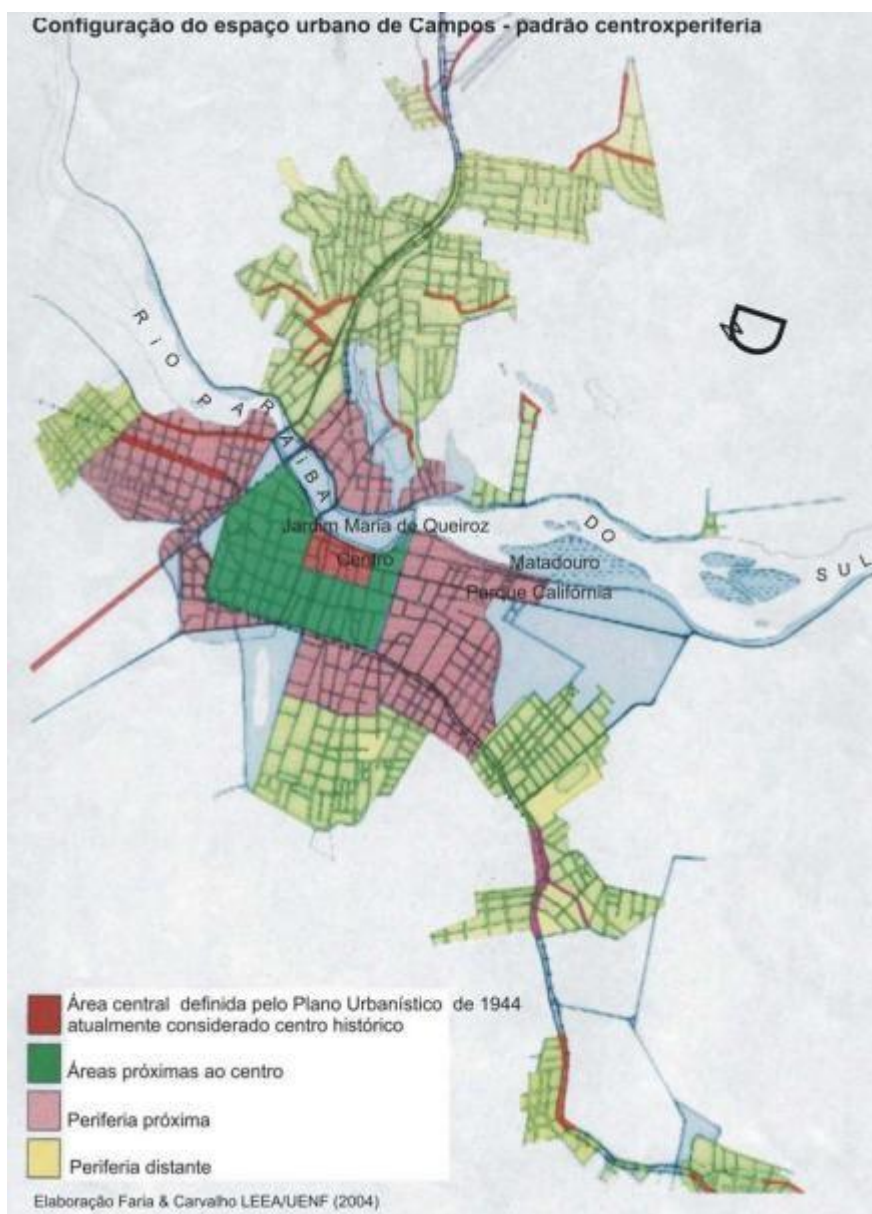 Configuração do espaço urbano de Campos - padrão centroxperiferia
RiO PARAiBA DO SUL
Jardim Maria de Queiroz
Centro
Matadouro
Parque Califórnia
Área central definida pelo Plano Urbanístico de 1944
atualmente considerado centro histórico
Áreas próximas ao centro
Periferia próxima
Periferia distante
Elaboração Faria & Carvalho LEEA/UENF (2004)